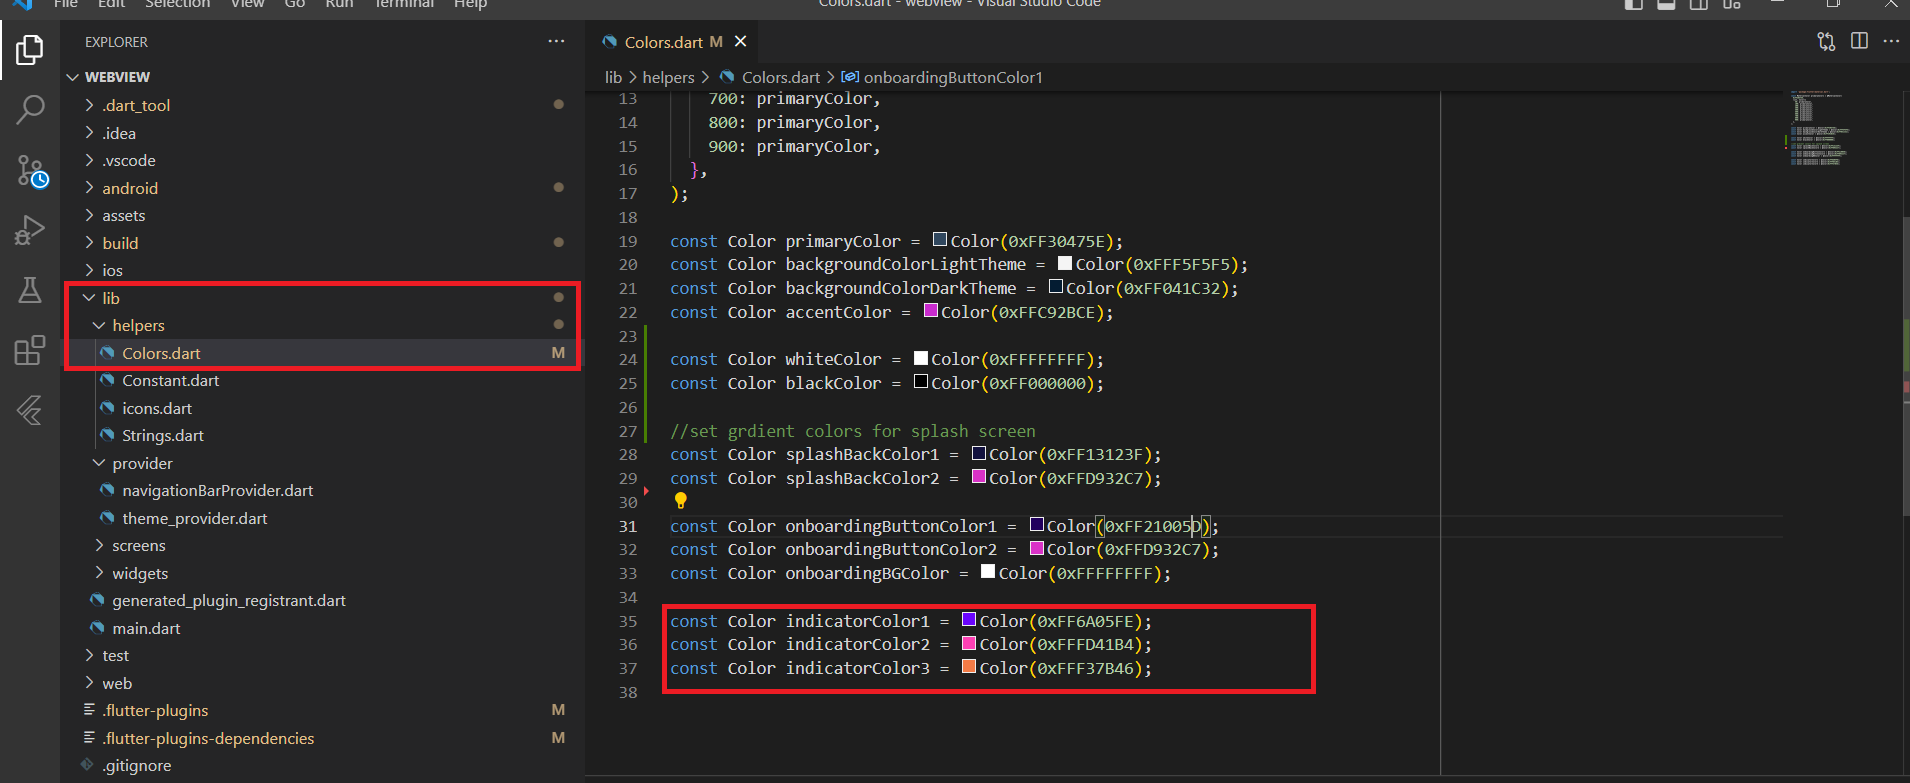 File Edit Selection View Go Run Terminal Help
Colors.dart - webview - Visual Studio Code
EXPLORER
WEBVIEW
.dart_tool
.idea
.vscode
android
assets
build
ios
lib
helpers
Colors.dart M
Constant.dart
icons.dart
Strings.dart
provider
navigationBarProvider.dart
theme_provider.dart
screens
widgets
generated_plugin_registrant.dart
main.dart
test
web
.flutter-plugins M
.flutter-plugins-dependencies M
.gitignore
Colors.dart M
lib > helpers > Colors.dart > onboardingButtonColor1
13 700: primaryColor,
14 800: primaryColor,
15 900: primaryColor,
16 },
17 );
18
19 const Color primaryColor = Color(0xFF30475E);
20 const Color backgroundColorLightTheme = Color(0xFFF5F5F5);
21 const Color backgroundColorDarkTheme = Color(0xFF041C32);
22 const Color accentColor = Color(0xFFC92BCE);
23
24 const Color whiteColor = Color(0xFFFFFFFF);
25 const Color blackColor = Color(0xFF000000);
26
27 //set grdient colors for splash screen
28 const Color splashBackColor1 = Color(0xFF13123F);
29 const Color splashBackColor2 = Color(0xFFD932C7);
30
31 const Color onboardingButtonColor1 = Color(0xFF21005D);
32 const Color onboardingButtonColor2 = Color(0xFFD932C7);
33 const Color onboardingBGColor = Color(0xFFFFFFFF);
34
35 const Color indicatorColor1 = Color(0xFF6A05FE);
36 const Color indicatorColor2 = Color(0xFFFD41B4);
37 const Color indicatorColor3 = Color(0xFFF37B46);
38